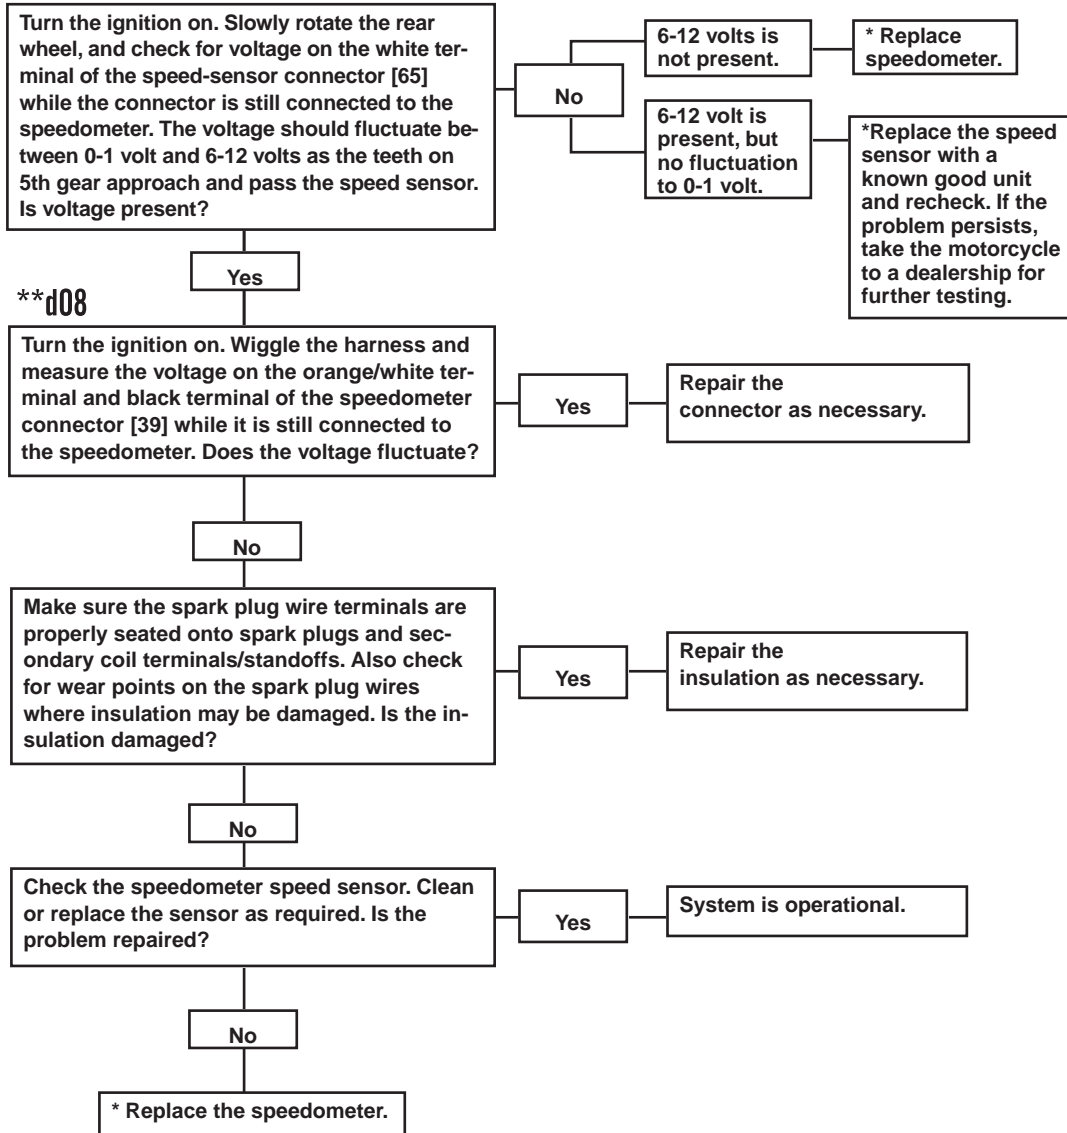 Turn the ignition on. Slowly rotate the rear
wheel, and check for voltage on the white ter-
minal of the speed-sensor connector [65]
while the connector is still connected to the
speedometer. The voltage should fluctuate be-
tween 0-1 volt and 6-12 volts as the teeth on
5th gear approach and pass the speed sensor.
Is voltage present?
No
6-12 volts is
not present.
* Replace
speedometer.
6-12 volt is
present, but
no fluctuation
to 0-1 volt.
*Replace the speed
sensor with a
known good unit
and recheck. If the
problem persists,
take the motorcycle
to a dealership for
further testing.
Yes
**d08
Turn the ignition on. Wiggle the harness and
measure the voltage on the orange/white ter-
minal and black terminal of the speedometer
connector [39] while it is still connected to
the speedometer. Does the voltage fluctuate?
Yes
Repair the
connector as necessary.
No
Make sure the spark plug wire terminals are
properly seated onto spark plugs and sec-
ondary coil terminals/standoffs. Also check
for wear points on the spark plug wires
where insulation may be damaged. Is the in-
sulation damaged?
Yes
Repair the
insulation as necessary.
No
Check the speedometer speed sensor. Clean
or replace the sensor as required. Is the
problem repaired?
Yes
System is operational.
No
* Replace the speedometer.